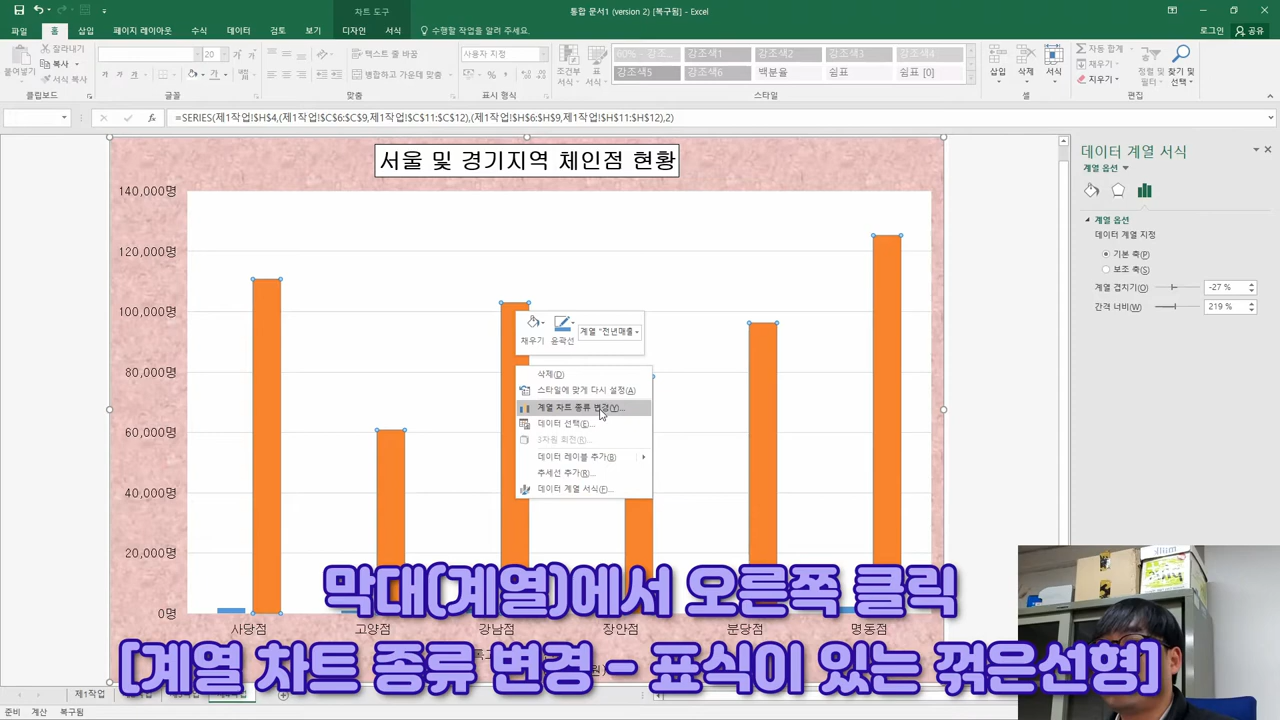 차트 도구
통합 문서1 (version 2) [복구됨] - Excel
파일
홈
삽입
페이지 레이아웃
수식
데이터
검토
보기
디자인
서식
수행할 작업을 알려 주세요.
로그인
공유
잘라내기
복사
서식 복사
붙여넣기
클립보드
20
가
가
가
글꼴
텍스트 줄 바꿈
병합하고 가운데 맞춤
맞춤
사용자 지정
표시 형식
조건부 서식
표 서식
60% - 강조...
강조색1
강조색2
강조색3
강조색4
강조색5
강조색6
백분율
쉼표
쉼표 [0]
스타일
삽입
삭제
서식
셀
자동 합계
채우기
지우기
정렬 및 필터
찾기 및 선택
편집
=SERIES(제1작업!$H$4,(제1작업!$C$6:$C$9,제1작업!$C$11:$C$12),(제1작업!$H$6:$H$9,제1작업!$H$11:$H$12),2)
서울 및 경기지역 체인점 현황
140,000명
120,000명
100,000명
80,000명
60,000명
40,000명
20,000명
0명
사당점
고양점
강남점
장안점
분당점
명동점
채우기
윤곽선
계열 "전년매출
삭제(D)
스타일에 맞게 다시 설정(A)
계열 차트 종류 변경(Y)...
데이터 선택(E)...
3차원 회전(R)...
데이터 레이블 추가(B)
추세선 추가(R)...
데이터 계열 서식(F)...
데이터 계열 서식
계열 옵션
계열 옵션
데이터 계열 지정
기본 축(P)
보조 축(S)
계열 겹치기(O)
-27 %
간격 너비(W)
219 %
막대(계열)에서 오른쪽 클릭
[계열 차트 종류 변경 - 표식이 있는 꺾은선형]
제1작업
준비
계산
복구됨